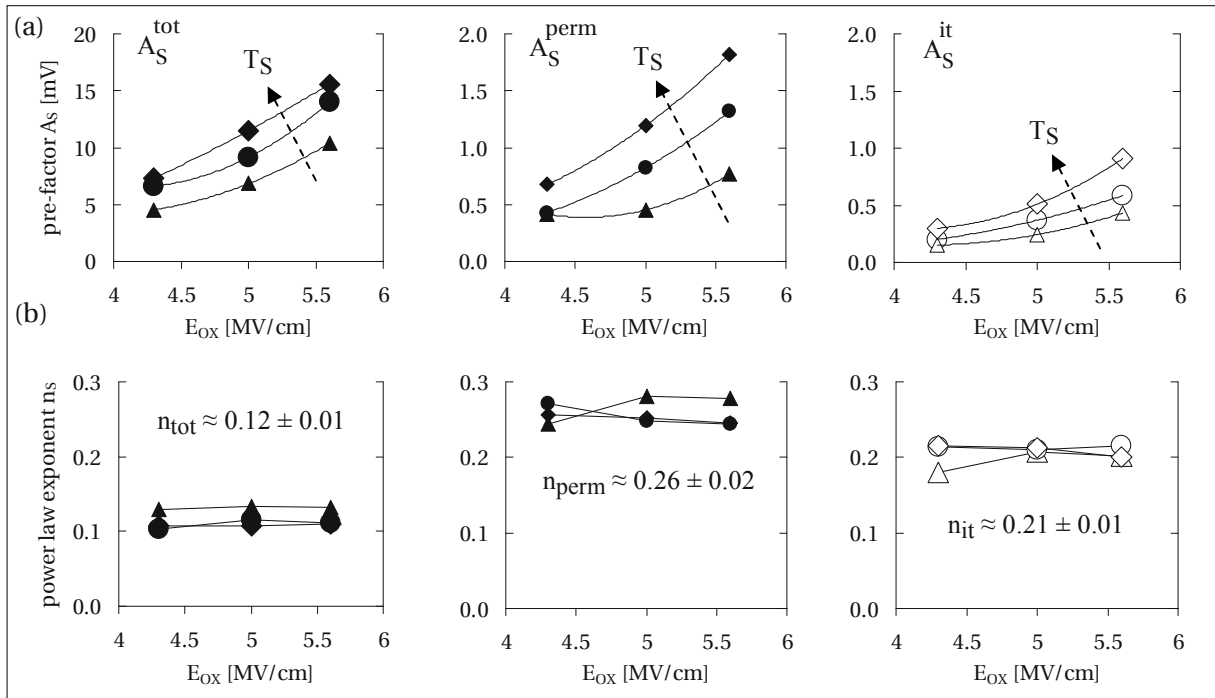 (a)
A_S^tot
T_S
pre-factor A_S [mV]
20
15
10
5
0
4 4.5 5 5.5 6
E_OX [MV/cm]
A_S^perm
T_S
2.0
1.5
1.0
0.5
0.0
4 4.5 5 5.5 6
E_OX [MV/cm]
A_S^it
T_S
2.0
1.5
1.0
0.5
0.0
4 4.5 5 5.5 6
E_OX [MV/cm]
(b)
power law exponent n_S
0.3
0.2
0.1
0.0
n_tot ≈ 0.12 ± 0.01
4 4.5 5 5.5 6
E_OX [MV/cm]
0.3
0.2
0.1
0.0
n_perm ≈ 0.26 ± 0.02
4 4.5 5 5.5 6
E_OX [MV/cm]
0.3
0.2
0.1
0.0
n_it ≈ 0.21 ± 0.01
4 4.5 5 5.5 6
E_OX [MV/cm]